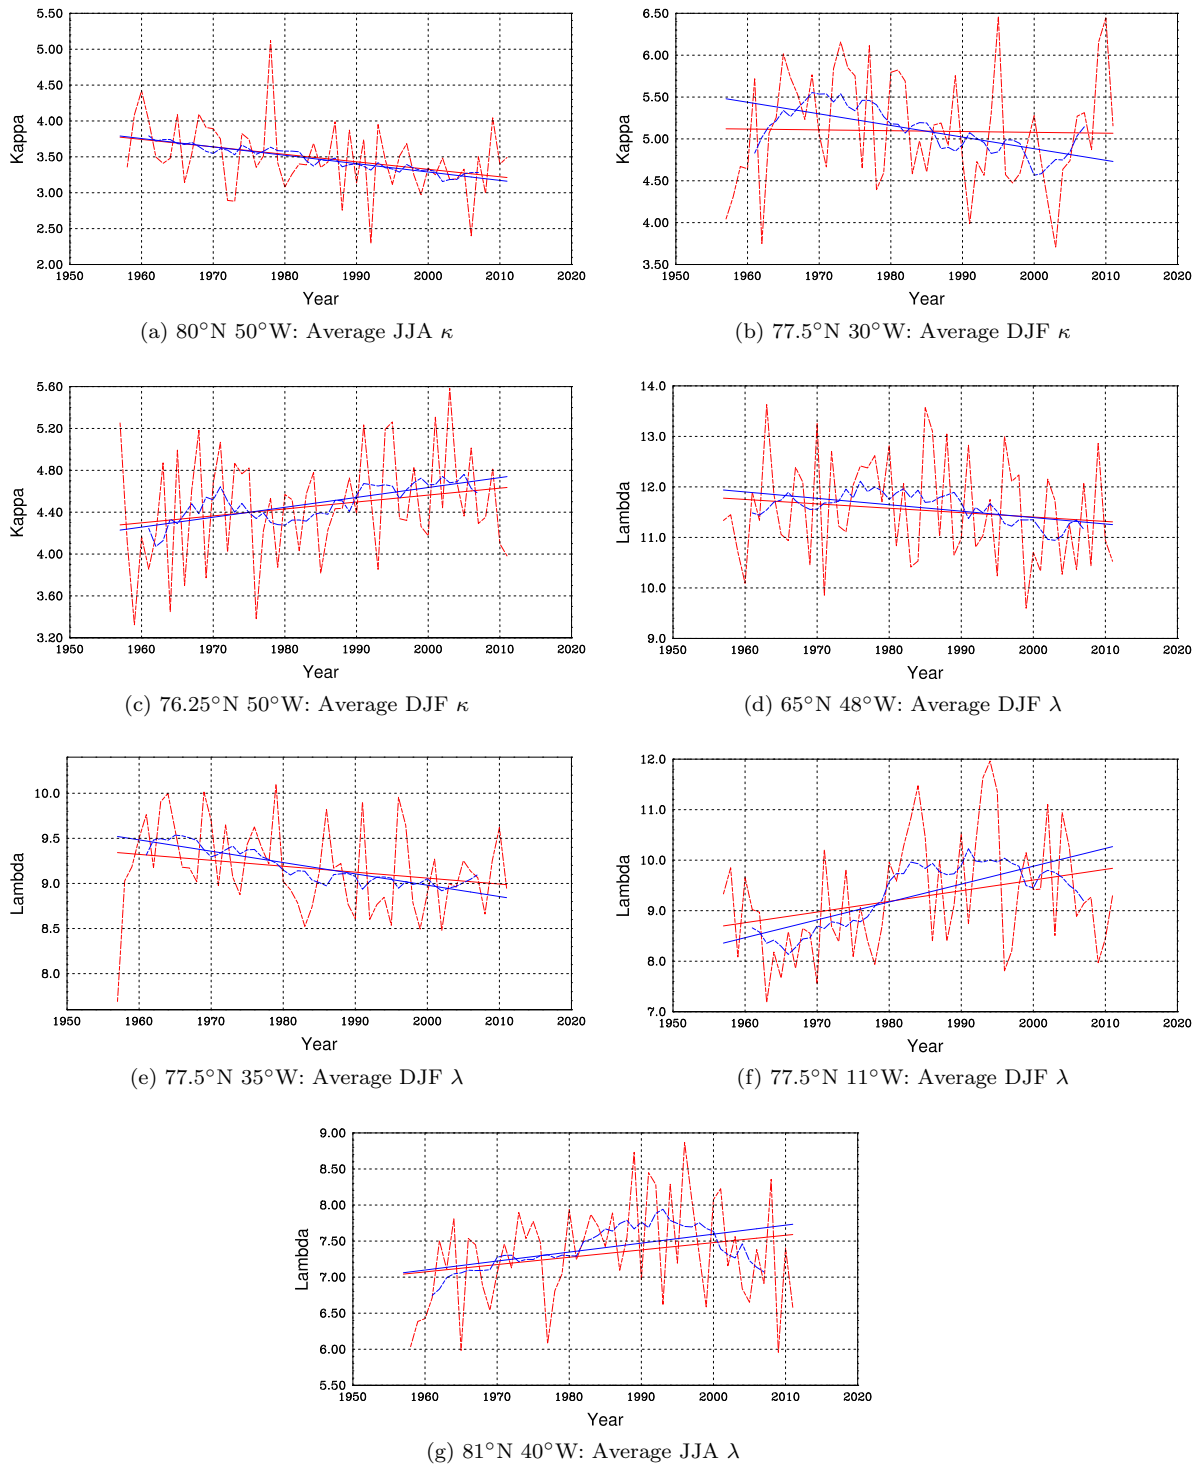 5.50
5.00
4.50
4.00
3.50
3.00
2.50
2.00
Kappa
1950 1960 1970 1980 1990 2000 2010 2020
Year
(a) 80°N 50°W: Average JJA κ
6.50
6.00
5.50
5.00
4.50
4.00
3.50
Kappa
1950 1960 1970 1980 1990 2000 2010 2020
Year
(b) 77.5°N 30°W: Average DJF κ
5.60
5.20
4.80
4.40
4.00
3.60
3.20
Kappa
1950 1960 1970 1980 1990 2000 2010 2020
Year
(c) 76.25°N 50°W: Average DJF κ
14.0
13.0
12.0
11.0
10.0
9.0
Lambda
1950 1960 1970 1980 1990 2000 2010 2020
Year
(d) 65°N 48°W: Average DJF λ
10.0
9.5
9.0
8.5
8.0
Lambda
1950 1960 1970 1980 1990 2000 2010 2020
Year
(e) 77.5°N 35°W: Average DJF λ
12.0
11.0
10.0
9.0
8.0
7.0
Lambda
1950 1960 1970 1980 1990 2000 2010 2020
Year
(f) 77.5°N 11°W: Average DJF λ
9.00
8.50
8.00
7.50
7.00
6.50
6.00
5.50
Lambda
1950 1960 1970 1980 1990 2000 2010 2020
Year
(g) 81°N 40°W: Average JJA λ